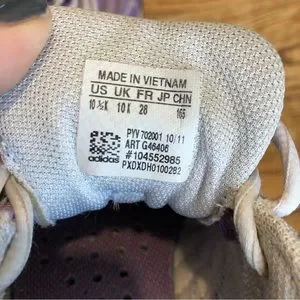 MADE IN VIETNAM
US UK FR JP CHN
10 ½K 10K 28 165
PYV 702001 10/11
ART G46406
#104552985
PXDXDH0100282
adidas